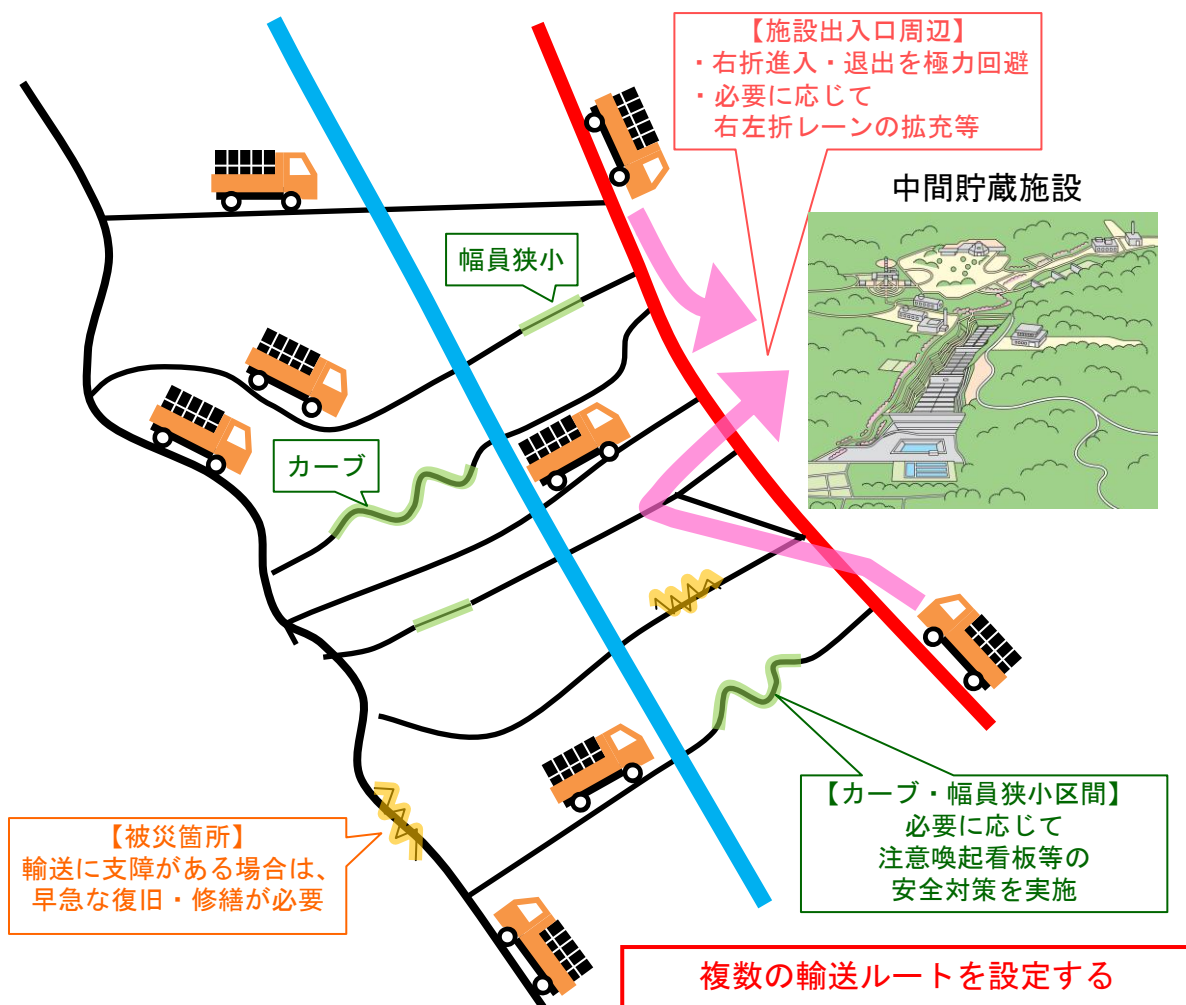 【施設出入口周辺】
・右折進入・退出を極力回避
・必要に応じて
右左折レーンの拡充等
中間貯蔵施設
幅員狭小
カーブ
【カーブ・幅員狭小区間】
必要に応じて
注意喚起看板等の
安全対策を実施
【被災箇所】
輸送に支障がある場合は、
早急な復旧・修繕が必要
複数の輸送ルートを設定する